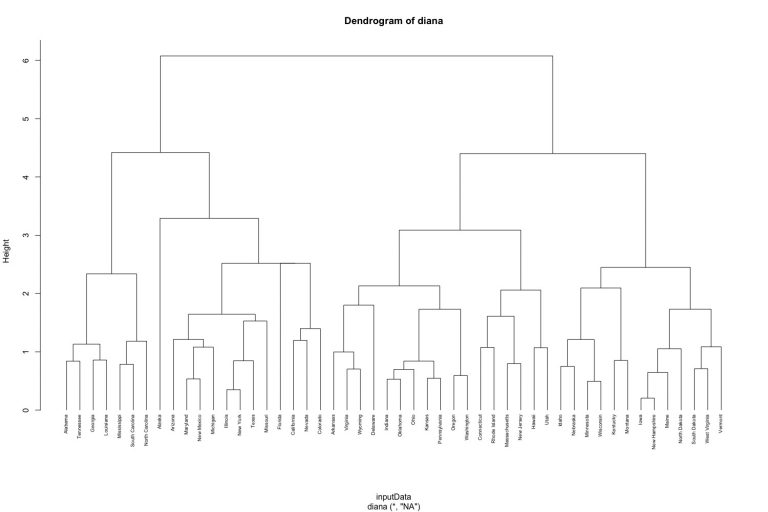 Dendrogram of diana
6
5
4
3
2
1
0
Height
Alabama
Tennessee
Georgia
Louisiana
Mississippi
South Carolina
North Carolina
Alaska
Arizona
Maryland
New Mexico
Michigan
Illinois
New York
Texas
Missouri
Florida
California
Nevada
Colorado
Arkansas
Virginia
Wyoming
Delaware
Indiana
Oklahoma
Ohio
Kansas
Pennsylvania
Oregon
Washington
Connecticut
Rhode Island
Massachusetts
New Jersey
Hawaii
Utah
Idaho
Nebraska
Minnesota
Wisconsin
Kentucky
Montana
Iowa
New Hampshire
Maine
North Dakota
South Dakota
West Virginia
Vermont
inputData
diana (*, "NA")